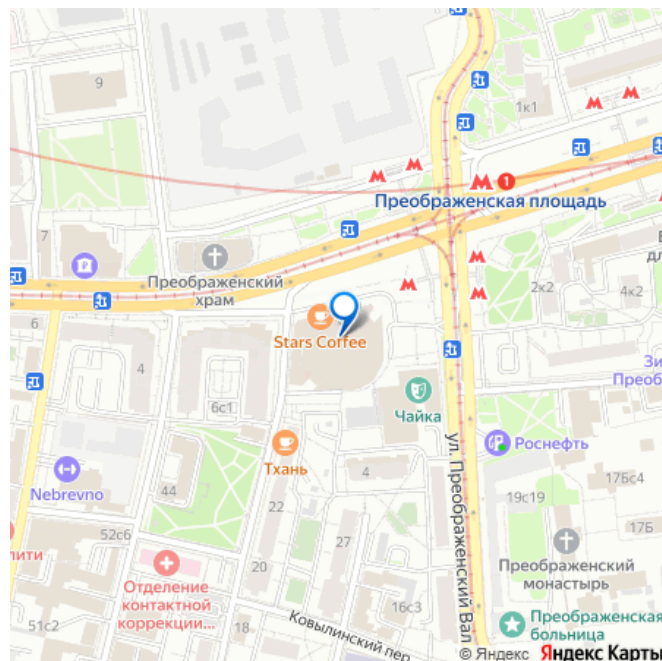 9
1к1
1
Преображенская площадь
7
Преображенский
храм
2к2
4к2
6
Stars Coffee
4
6с1
Чайка
Роснефть
ул. Преображенский Вал
Тхань
Nebrevno
44
4
17Бс4
22
19с19
52с6
27
17Б
Преображенский
монастырь
Отделение
контактной
коррекции...
20
16с3
18
51с2
Ковылинский пер.
Преображенская
больница
© Яндекс Яндекс Карты